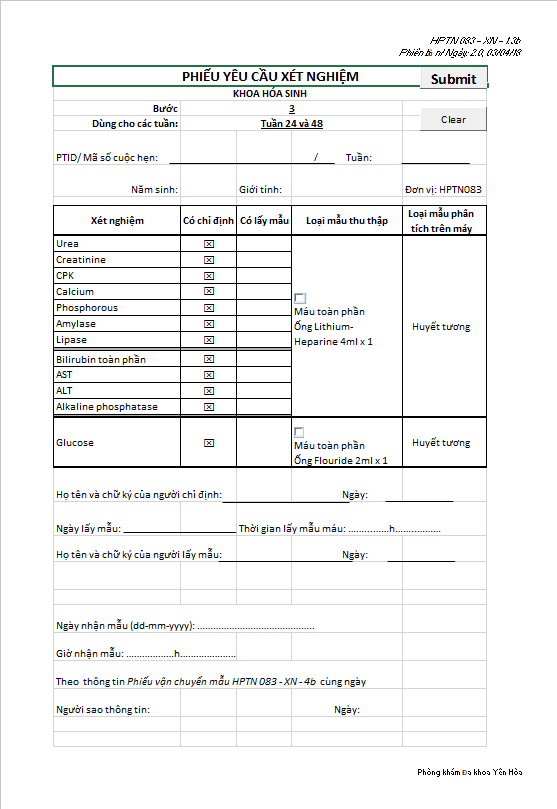 HPTN 083 – XN – 13b
Phiên bản/ Ngày: 2.0, 03/04/18
PHIẾU YÊU CẦU XÉT NGHIỆM
Submit
KHOA HÓA SINH
Bước 3
Clear
Dùng cho các tuần: Tuần 24 và 48
PTID/ Mã số cuộc hẹn: / Tuần:
Năm sinh: Giới tính: Đơn vị: HPTN083
Xét nghiệm Có chỉ định Có lấy mẫu Loại mẫu thu thập Loại mẫu phân tích trên máy
Urea ☒
Creatinine ☒
CPK ☒
Calcium ☒
Phosphorous ☒
Amylase ☒
Lipase ☒
Bilirubin toàn phần ☒
AST ☒
ALT ☒
Alkaline phosphatase ☒
☐
Máu toàn phần
Ống Lithium-
Heparine 4ml x 1
Huyết tương
Glucose ☒
☐
Máu toàn phần
Ống Flouride 2ml x 1
Huyết tương
Họ tên và chữ ký của người chỉ định: Ngày:
Ngày lấy mẫu: Thời gian lấy mẫu máu: ...............h.................
Họ tên và chữ ký của người lấy mẫu: Ngày:
Ngày nhận mẫu (dd-mm-yyyy): ............................................
Giờ nhận mẫu: ..................h.....................
Theo thông tin Phiếu vận chuyển mẫu HPTN 083 - XN - 4b cùng ngày
Người sao thông tin: Ngày:
Phòng khám Đa khoa Yên Hòa